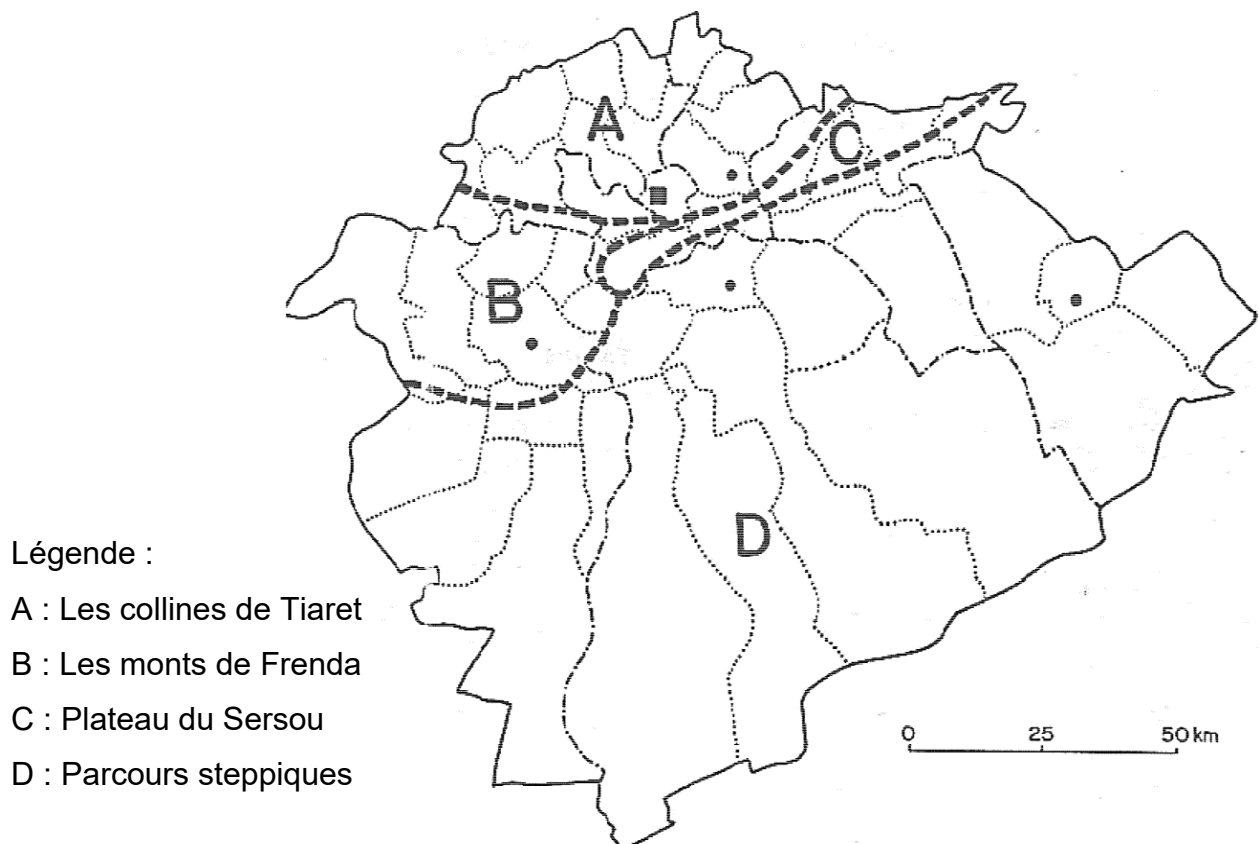 A
C
B
D
Légende :
A : Les collines de Tiaret
B : Les monts de Frenda
C : Plateau du Sersou
D : Parcours steppiques
0 25 50 km